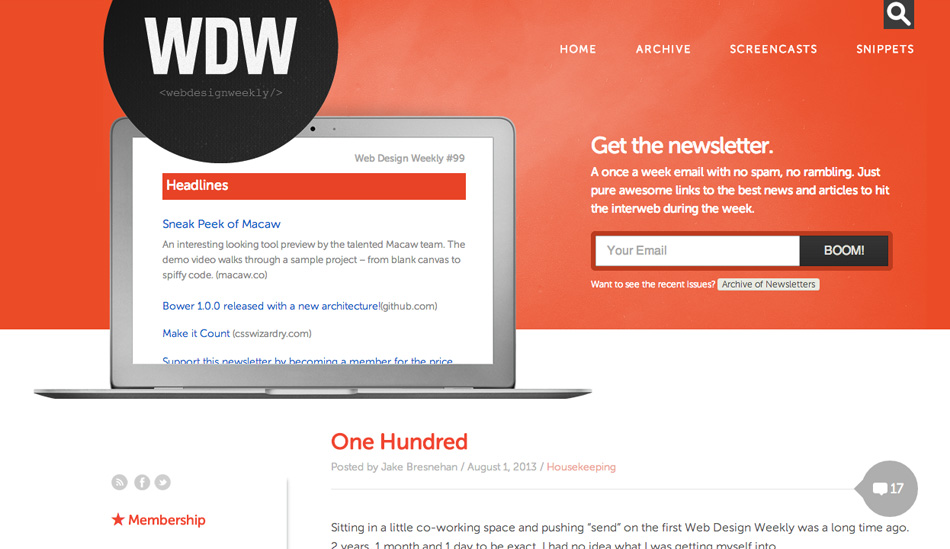 WDW
<webdesignweekly/>
HOME
ARCHIVE
SCREENCASTS
SNIPPETS
Web Design Weekly #99
Headlines
Sneak Peek of Macaw
An interesting looking tool preview by the talented Macaw team. The
demo video walks through a sample project – from blank canvas to
spiffy code. (macaw.co)
Bower 1.0.0 released with a new architecture!(github.com)
Make it Count (csswizardry.com)
Support this newsletter by becoming a member for the price
Get the newsletter.
A once a week email with no spam, no rambling. Just
pure awesome links to the best news and articles to hit
the interweb during the week.
Your Email
BOOM!
Want to see the recent issues? Archive of Newsletters
One Hundred
Posted by Jake Bresnehan / August 1, 2013 / Housekeeping
17
★ Membership
Sitting in a little co-working space and pushing “send” on the first Web Design Weekly was a long time ago.
2 years, 1 month and 1 day to be exact. I had no idea what I was getting myself into